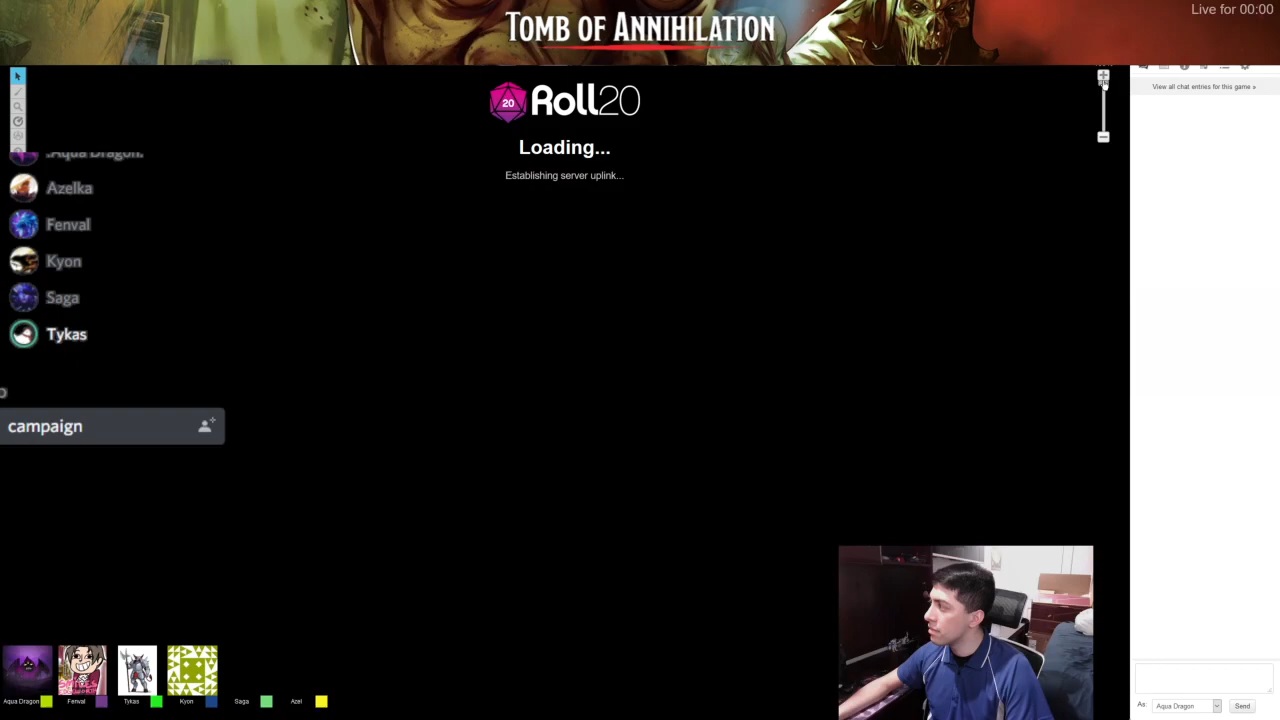 TOMB OF ANNIHILATION
Live for 00:00
20
Roll20
Loading...
Establishing server uplink...
View all chat entries for this game »
.:Aqua Dragon:.
Azelka
Fenval
Kyon
Saga
Tykas
campaign
Aqua Dragon
Fenval
Tykas
Kyon
Saga
Azel
As:
Aqua Dragon
Send